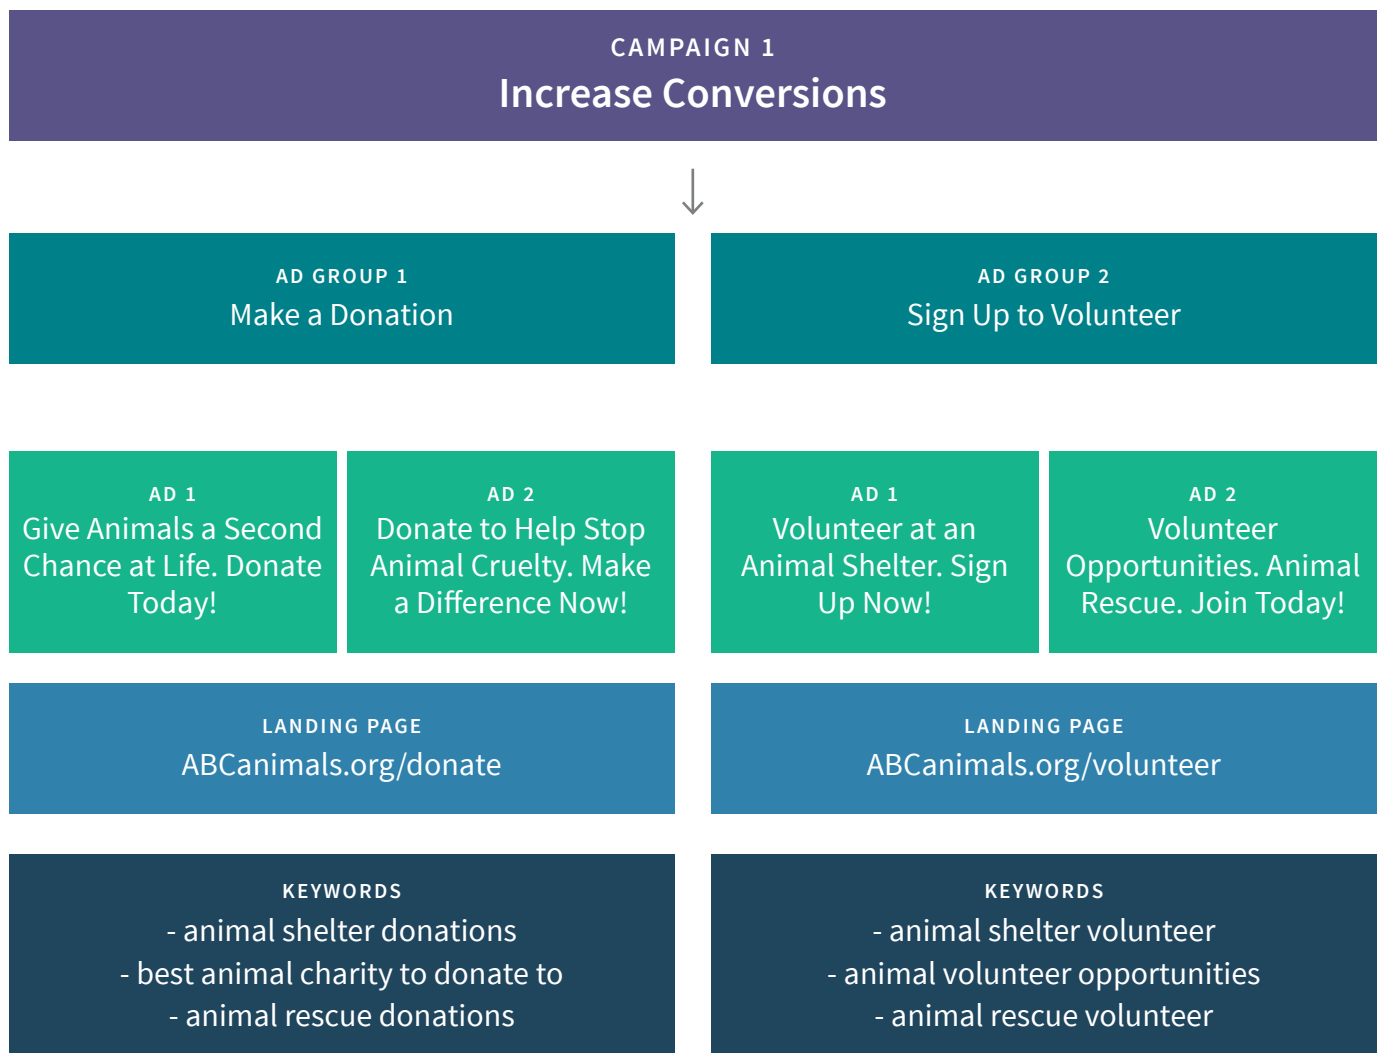 CAMPAIGN 1
Increase Conversions
AD GROUP 1
Make a Donation
AD GROUP 2
Sign Up to Volunteer
AD 1
Give Animals a Second
Chance at Life. Donate
Today!
AD 2
Donate to Help Stop
Animal Cruelty. Make
a Difference Now!
AD 1
Volunteer at an
Animal Shelter. Sign
Up Now!
AD 2
Volunteer
Opportunities. Animal
Rescue. Join Today!
LANDING PAGE
ABCanimals.org/donate
LANDING PAGE
ABCanimals.org/volunteer
KEYWORDS
- animal shelter donations
- best animal charity to donate to
- animal rescue donations
KEYWORDS
- animal shelter volunteer
- animal volunteer opportunities
- animal rescue volunteer